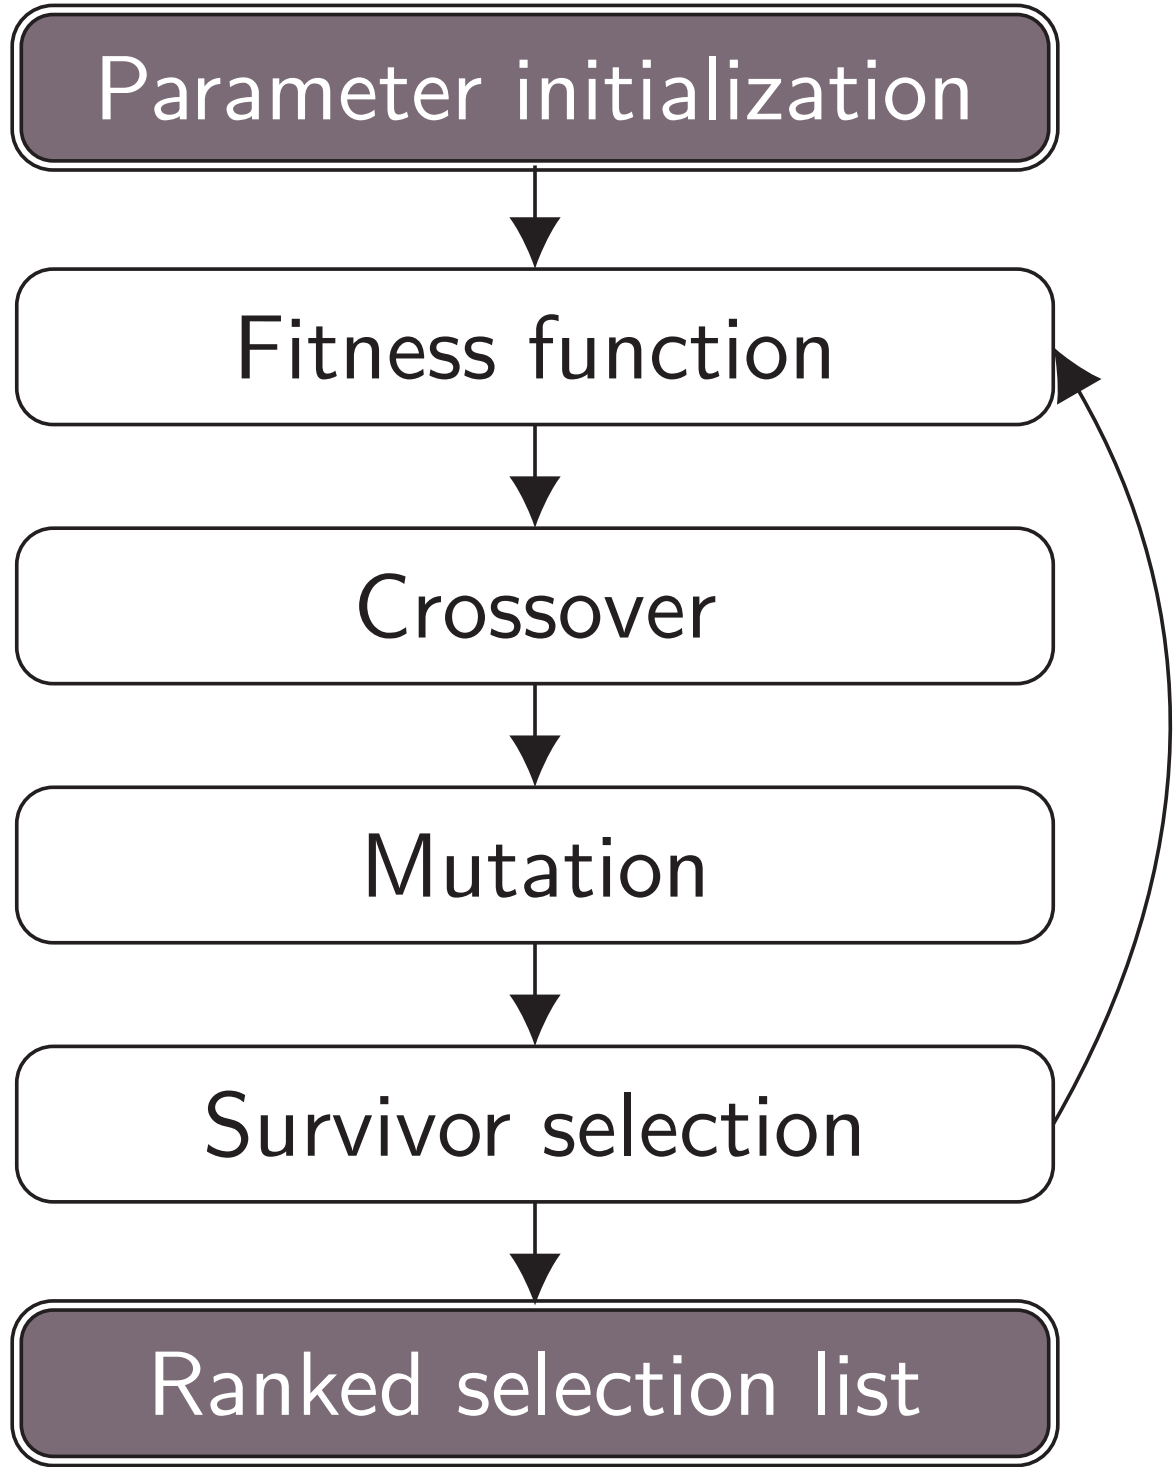 Parameter initialization
Fitness function
Crossover
Mutation
Survivor selection
Ranked selection list